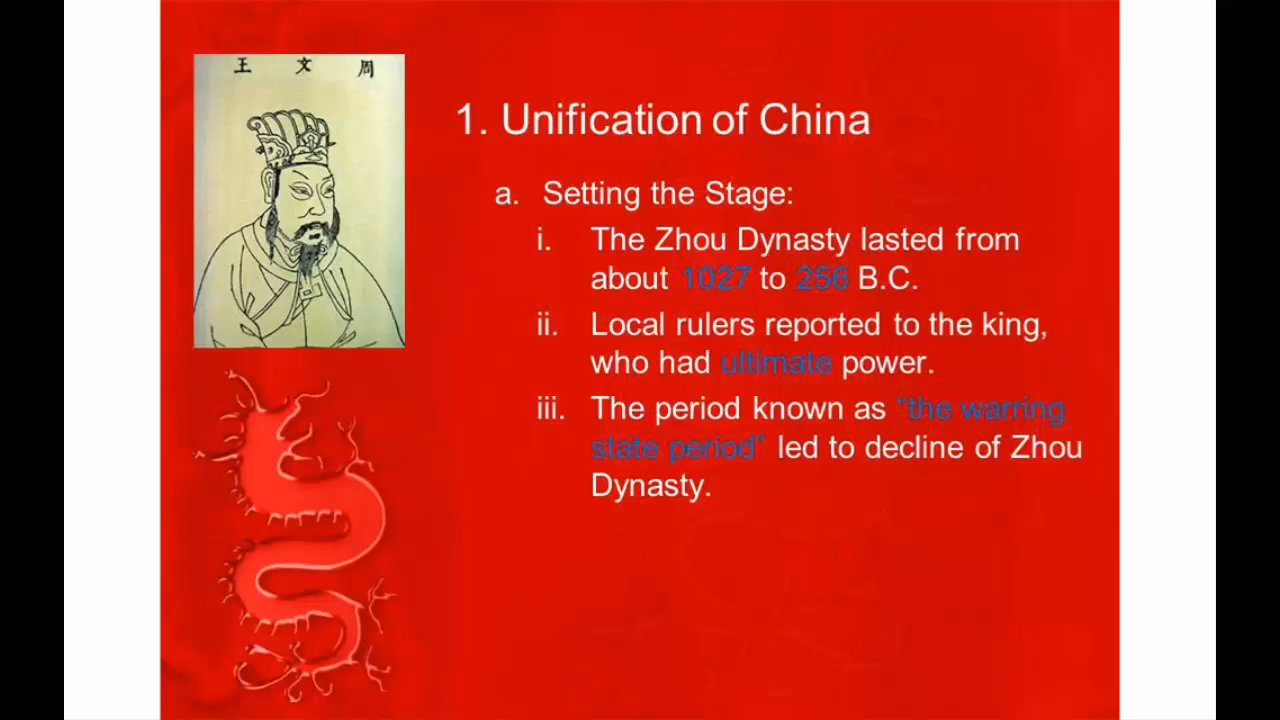 王 文 周
1. Unification of China
a. Setting the Stage:
i. The Zhou Dynasty lasted from
about 1027 to 256 B.C.
ii. Local rulers reported to the king,
who had ultimate power.
iii. The period known as “the warring
state period” led to decline of Zhou
Dynasty.